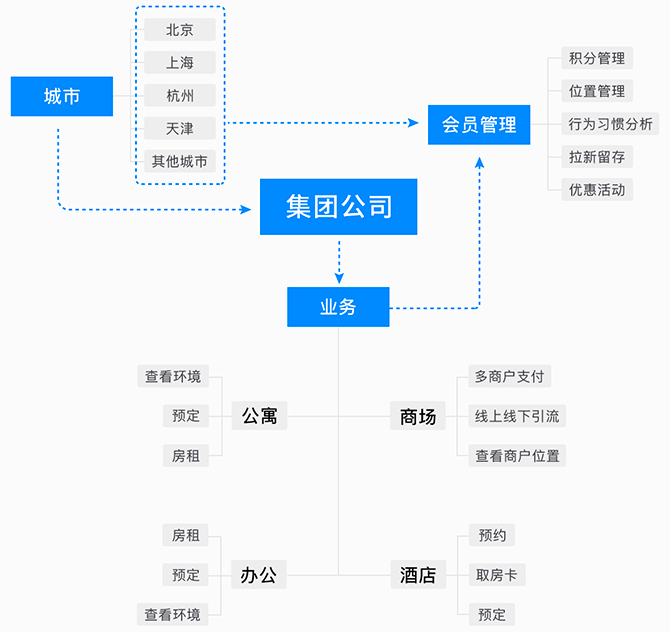 城市
北京
上海
杭州
天津
其他城市
会员管理
积分管理
位置管理
行为习惯分析
拉新留存
优惠活动
集团公司
业务
公寓
查看环境
预定
房租
商场
多商户支付
线上线下引流
查看商户位置
办公
房租
预定
查看环境
酒店
预约
取房卡
预定